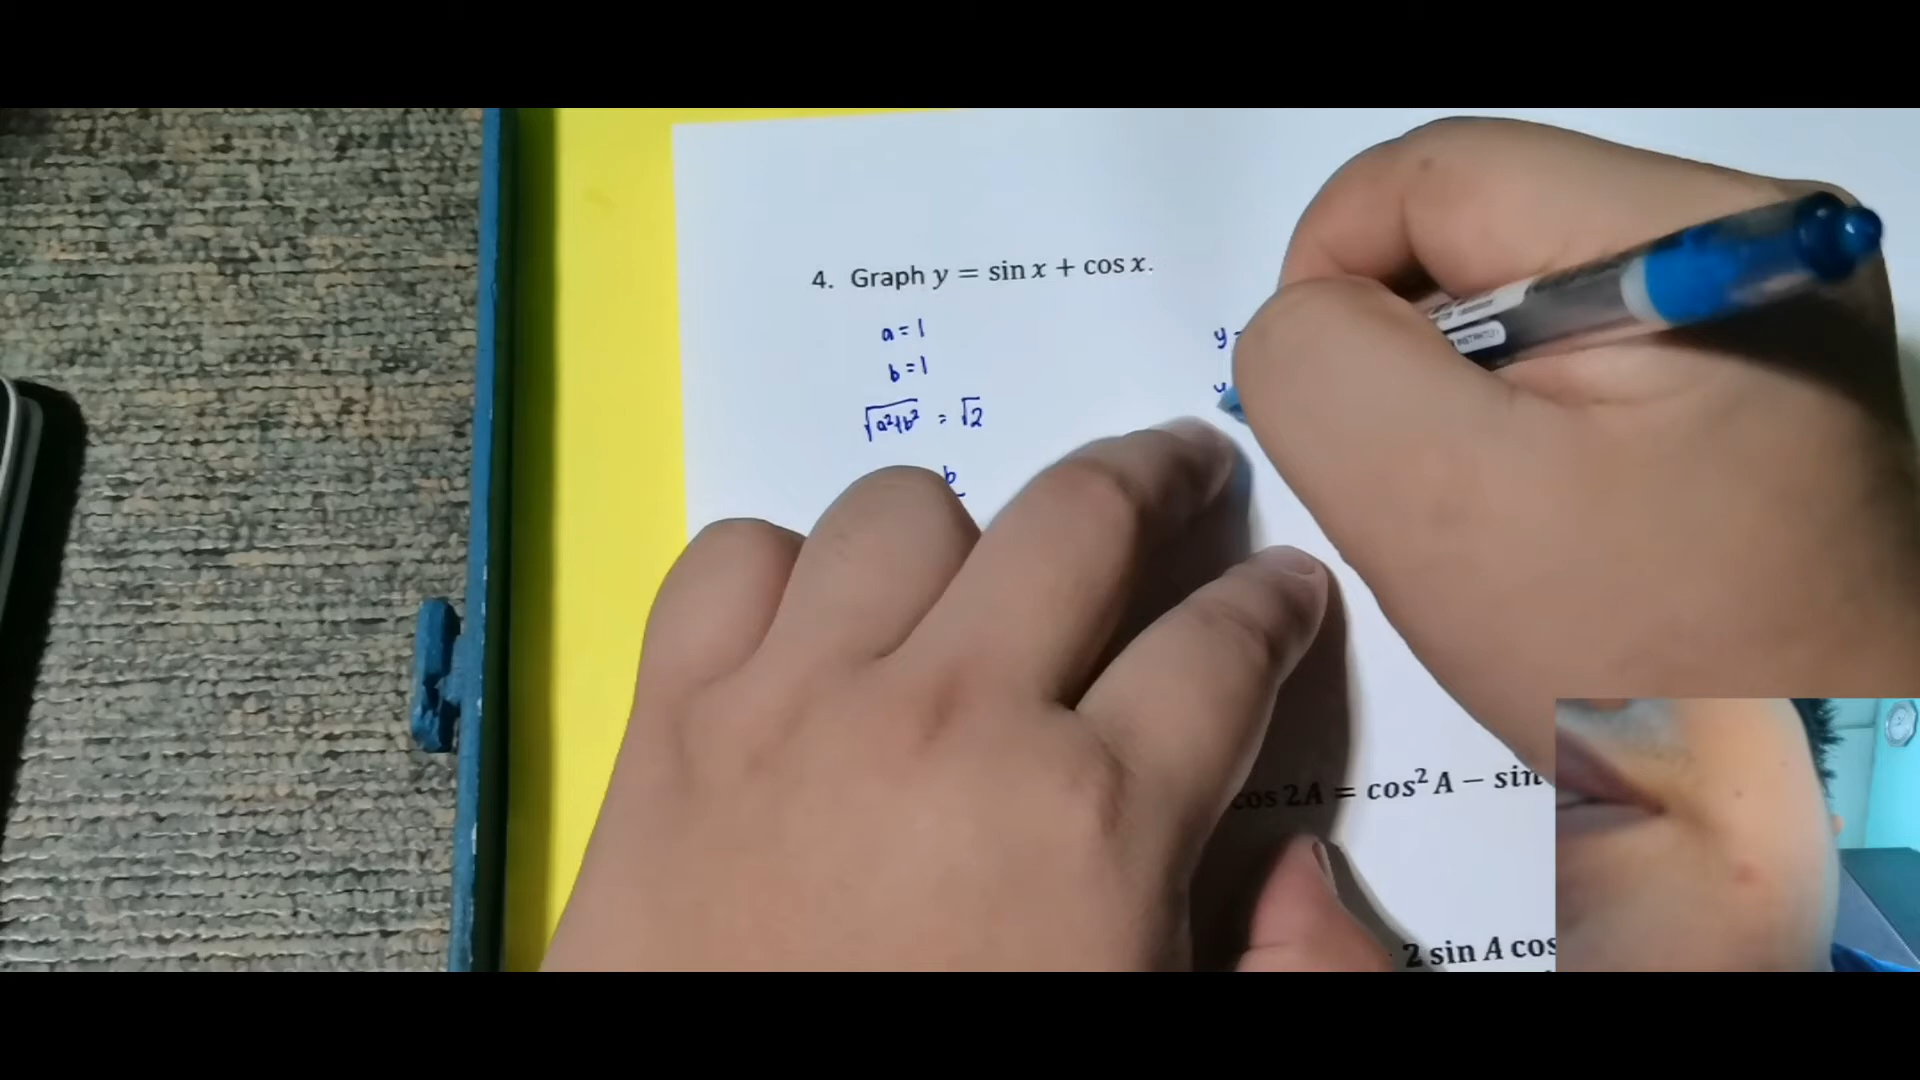 4. Graph y = sin x + cos x.
a = 1
b = 1
√a²+b² = √2
b
y =
y
cos 2A = cos² A − sin
2 sin A cos